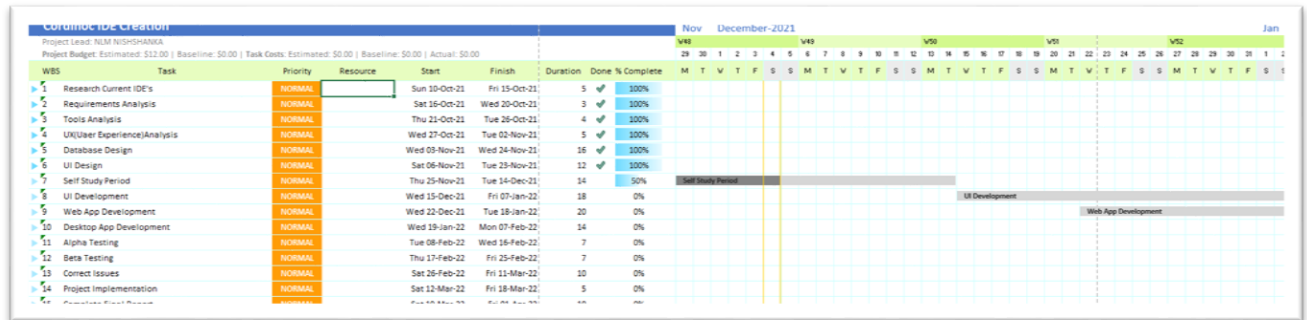 Cordinoc IDE Creation Nov December-2021 Jan
Project Lead: NLM NISHSHANKA W48 W49 W50 W51 W52
Project Budget: Estimated: $12.00 | Baseline: $0.00 | Task Costs: Estimated: $0.00 | Baseline: $0.00 | Actual: $0.00 29 30 1 2 3 4 5 6 7 8 9 10 11 12 13 14 15 16 17 18 19 20 21 22 23 24 25 26 27 28 29 30 31 1
WBS Task Priority Resource Start Finish Duration Done % Complete M T W T F S S M T W T F S S M T W T F S S M T W T F S S M T W T F S
1 Research Current IDE's NORMAL Sun 10-Oct-21 Fri 15-Oct-21 5 ✔ 100%
2 Requirements Analysis NORMAL Sat 16-Oct-21 Wed 20-Oct-21 3 ✔ 100%
3 Tools Analysis NORMAL Thu 21-Oct-21 Tue 26-Oct-21 4 ✔ 100%
4 UX(Uaer Experience)Analysis NORMAL Wed 27-Oct-21 Tue 02-Nov-21 5 ✔ 100%
5 Database Design NORMAL Wed 03-Nov-21 Wed 24-Nov-21 16 ✔ 100%
6 UI Design NORMAL Sat 06-Nov-21 Tue 23-Nov-21 12 ✔ 100%
7 Self Study Period NORMAL Thu 25-Nov-21 Tue 14-Dec-21 14 50% Self Study Period
8 UI Development NORMAL Wed 15-Dec-21 Fri 07-Jan-22 18 0% UI Development
9 Web App Development NORMAL Wed 22-Dec-21 Tue 18-Jan-22 20 0% Web App Development
10 Desktop App Development NORMAL Wed 19-Jan-22 Mon 07-Feb-22 14 0%
11 Alpha Testing NORMAL Tue 08-Feb-22 Wed 16-Feb-22 7 0%
12 Beta Testing NORMAL Thu 17-Feb-22 Fri 25-Feb-22 7 0%
13 Correct Issues NORMAL Sat 26-Feb-22 Fri 11-Mar-22 10 0%
14 Project Implementation NORMAL Sat 12-Mar-22 Fri 18-Mar-22 5 0%